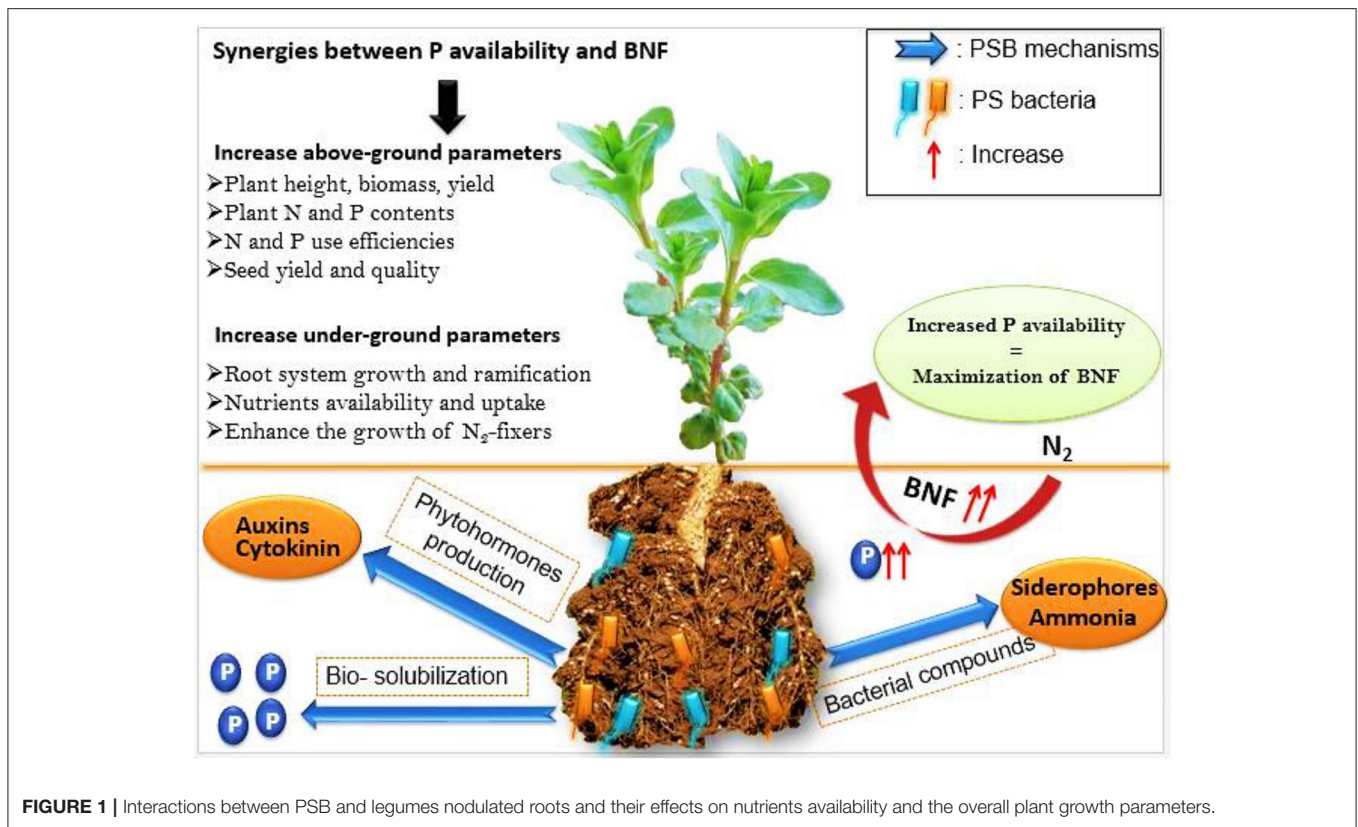 Synergies between P availability and BNF
Increase above-ground parameters
➢Plant height, biomass, yield
➢Plant N and P contents
➢N and P use efficiencies
➢Seed yield and quality
Increase under-ground parameters
➢Root system growth and ramification
➢Nutrients availability and uptake
➢Enhance the growth of N₂-fixers
: PSB mechanisms
: PS bacteria
: Increase
Increased P availability
=
Maximization of BNF
N₂
BNF
P
Auxins
Cytokinin
Phytohormones
production
Siderophores
Ammonia
Bacterial compounds
Bio- solubilization
P P
P P
FIGURE 1 | Interactions between PSB and legumes nodulated roots and their effects on nutrients availability and the overall plant growth parameters.